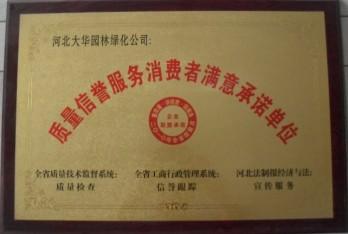 河北大华园林绿化公司:
质量信誉服务消费者满意承诺单位
全省质量技术监督系统:
质量检查
全省工商行政管理系统:
信誉跟踪
河北法制报经济与法:
宣传服务